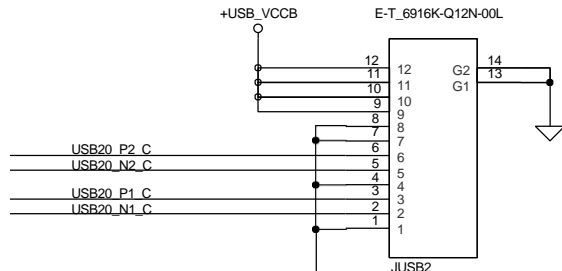 +USB_VCCB
E-T_6916K-Q12N-00L
12 12 G2 14
11 11 G1 13
10 10
9 9
8 8
7 7
USB20_P2_C 6 6
USB20_N2_C 5 5
4 4
USB20_P1_C 3 3
USB20_N1_C 2 2
1 1
JUSB2